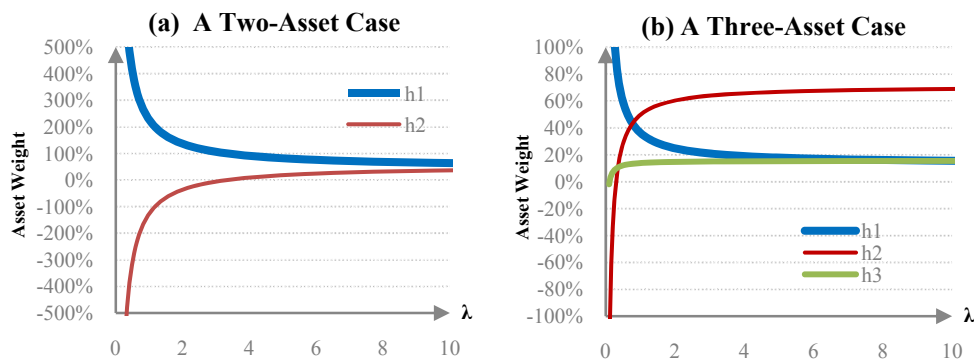 (a) A Two-Asset Case
500%
400%
300%
200%
100%
0%
-100%
-200%
-300%
-400%
-500%
Asset Weight
h1
h2
λ
0 2 4 6 8 10
(b) A Three-Asset Case
100%
80%
60%
40%
20%
0%
-20%
-40%
-60%
-80%
-100%
Asset Weight
h1
h2
h3
λ
0 2 4 6 8 10